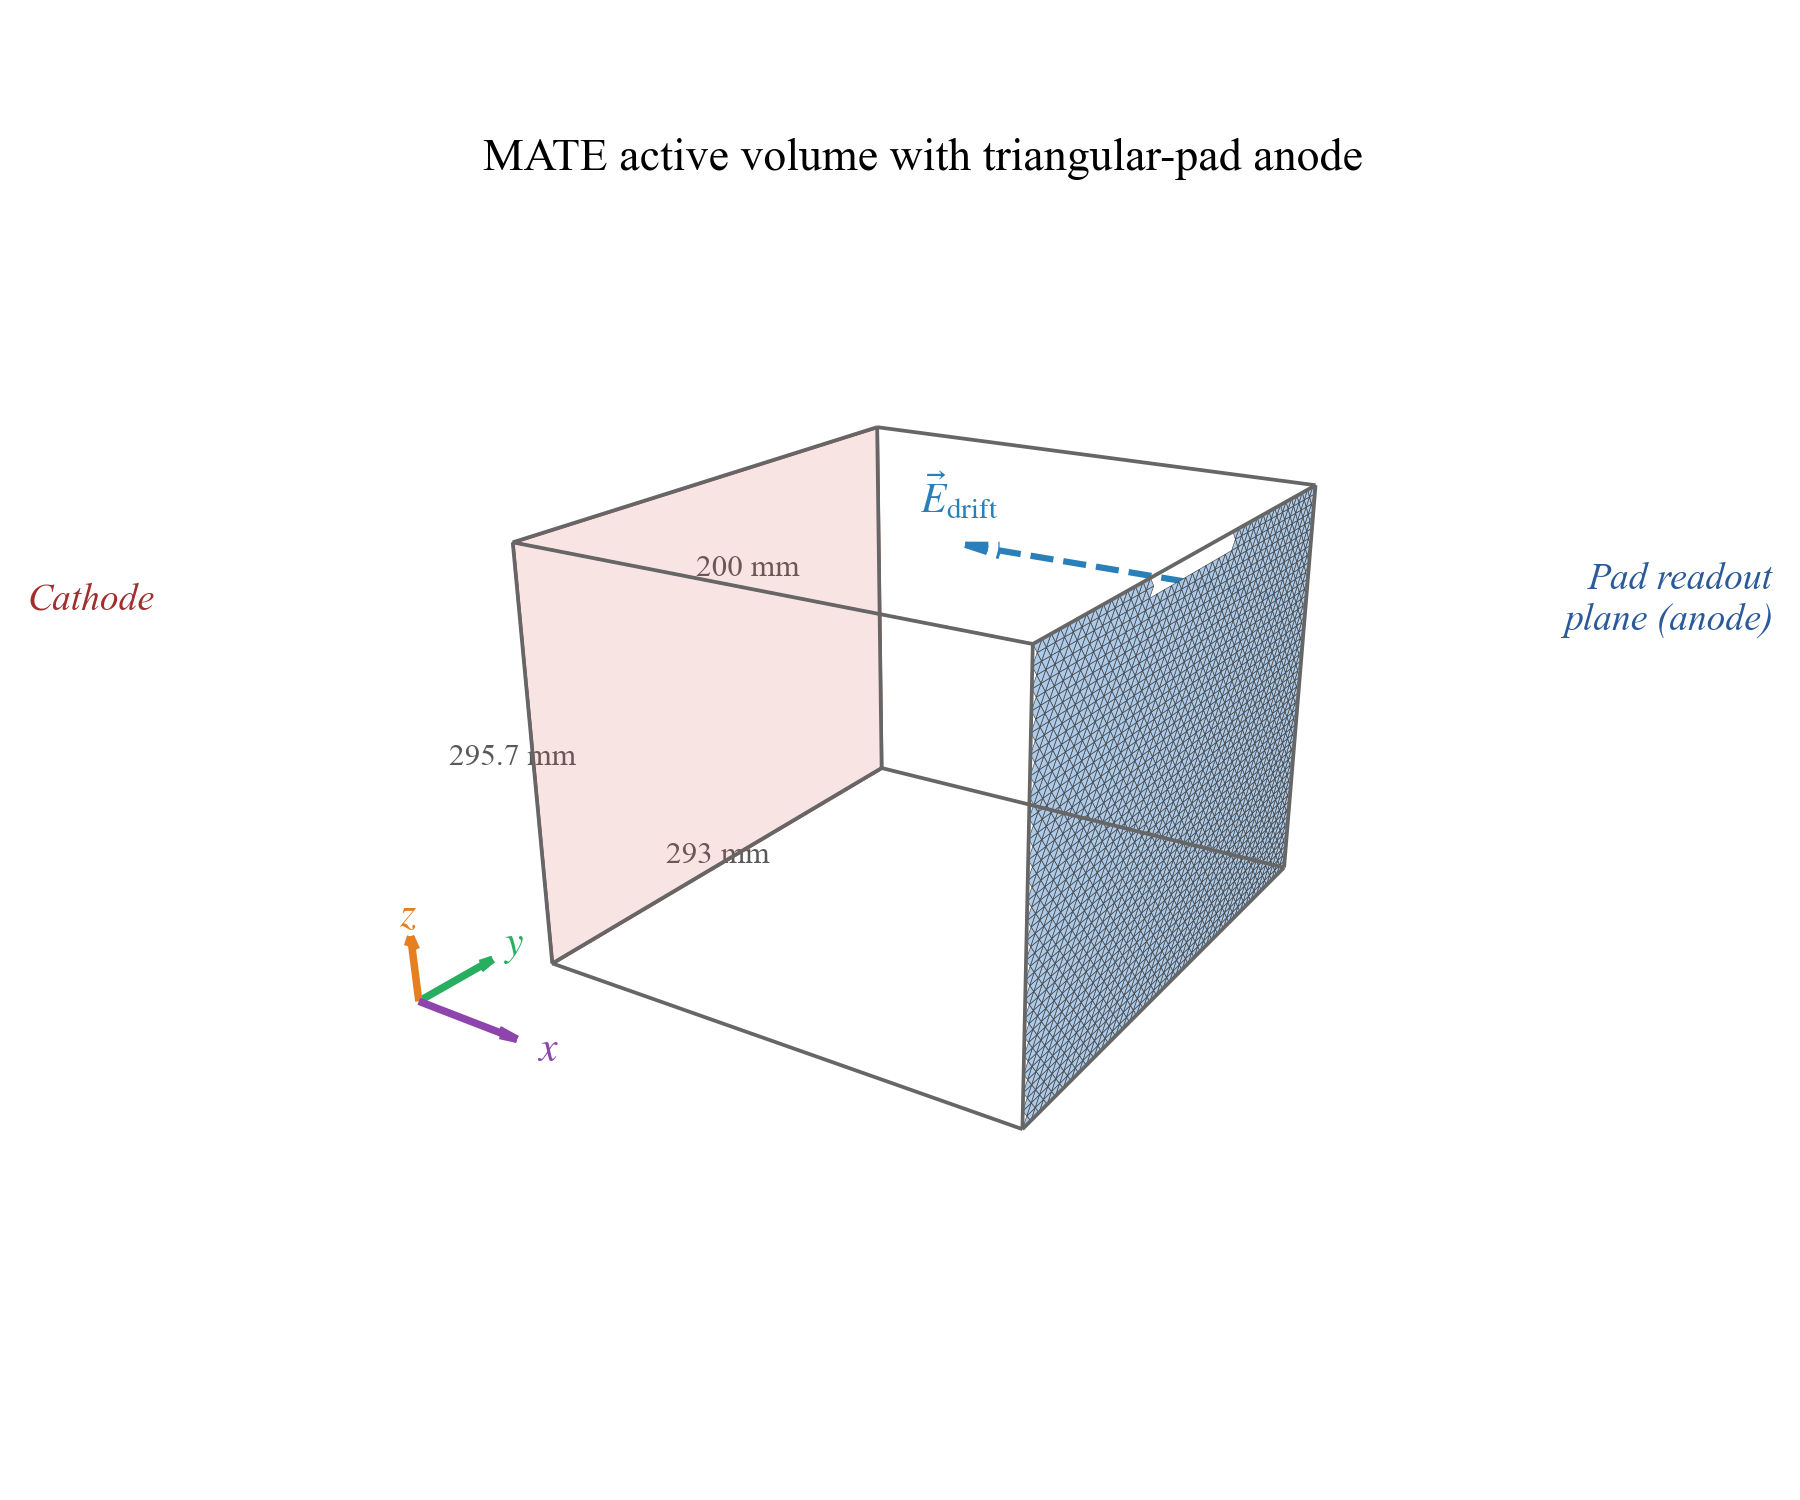 MATE active volume with triangular-pad anode
E⃗drift
200 mm
Cathode
Pad readout
plane (anode)
295.7 mm
293 mm
z
y
x